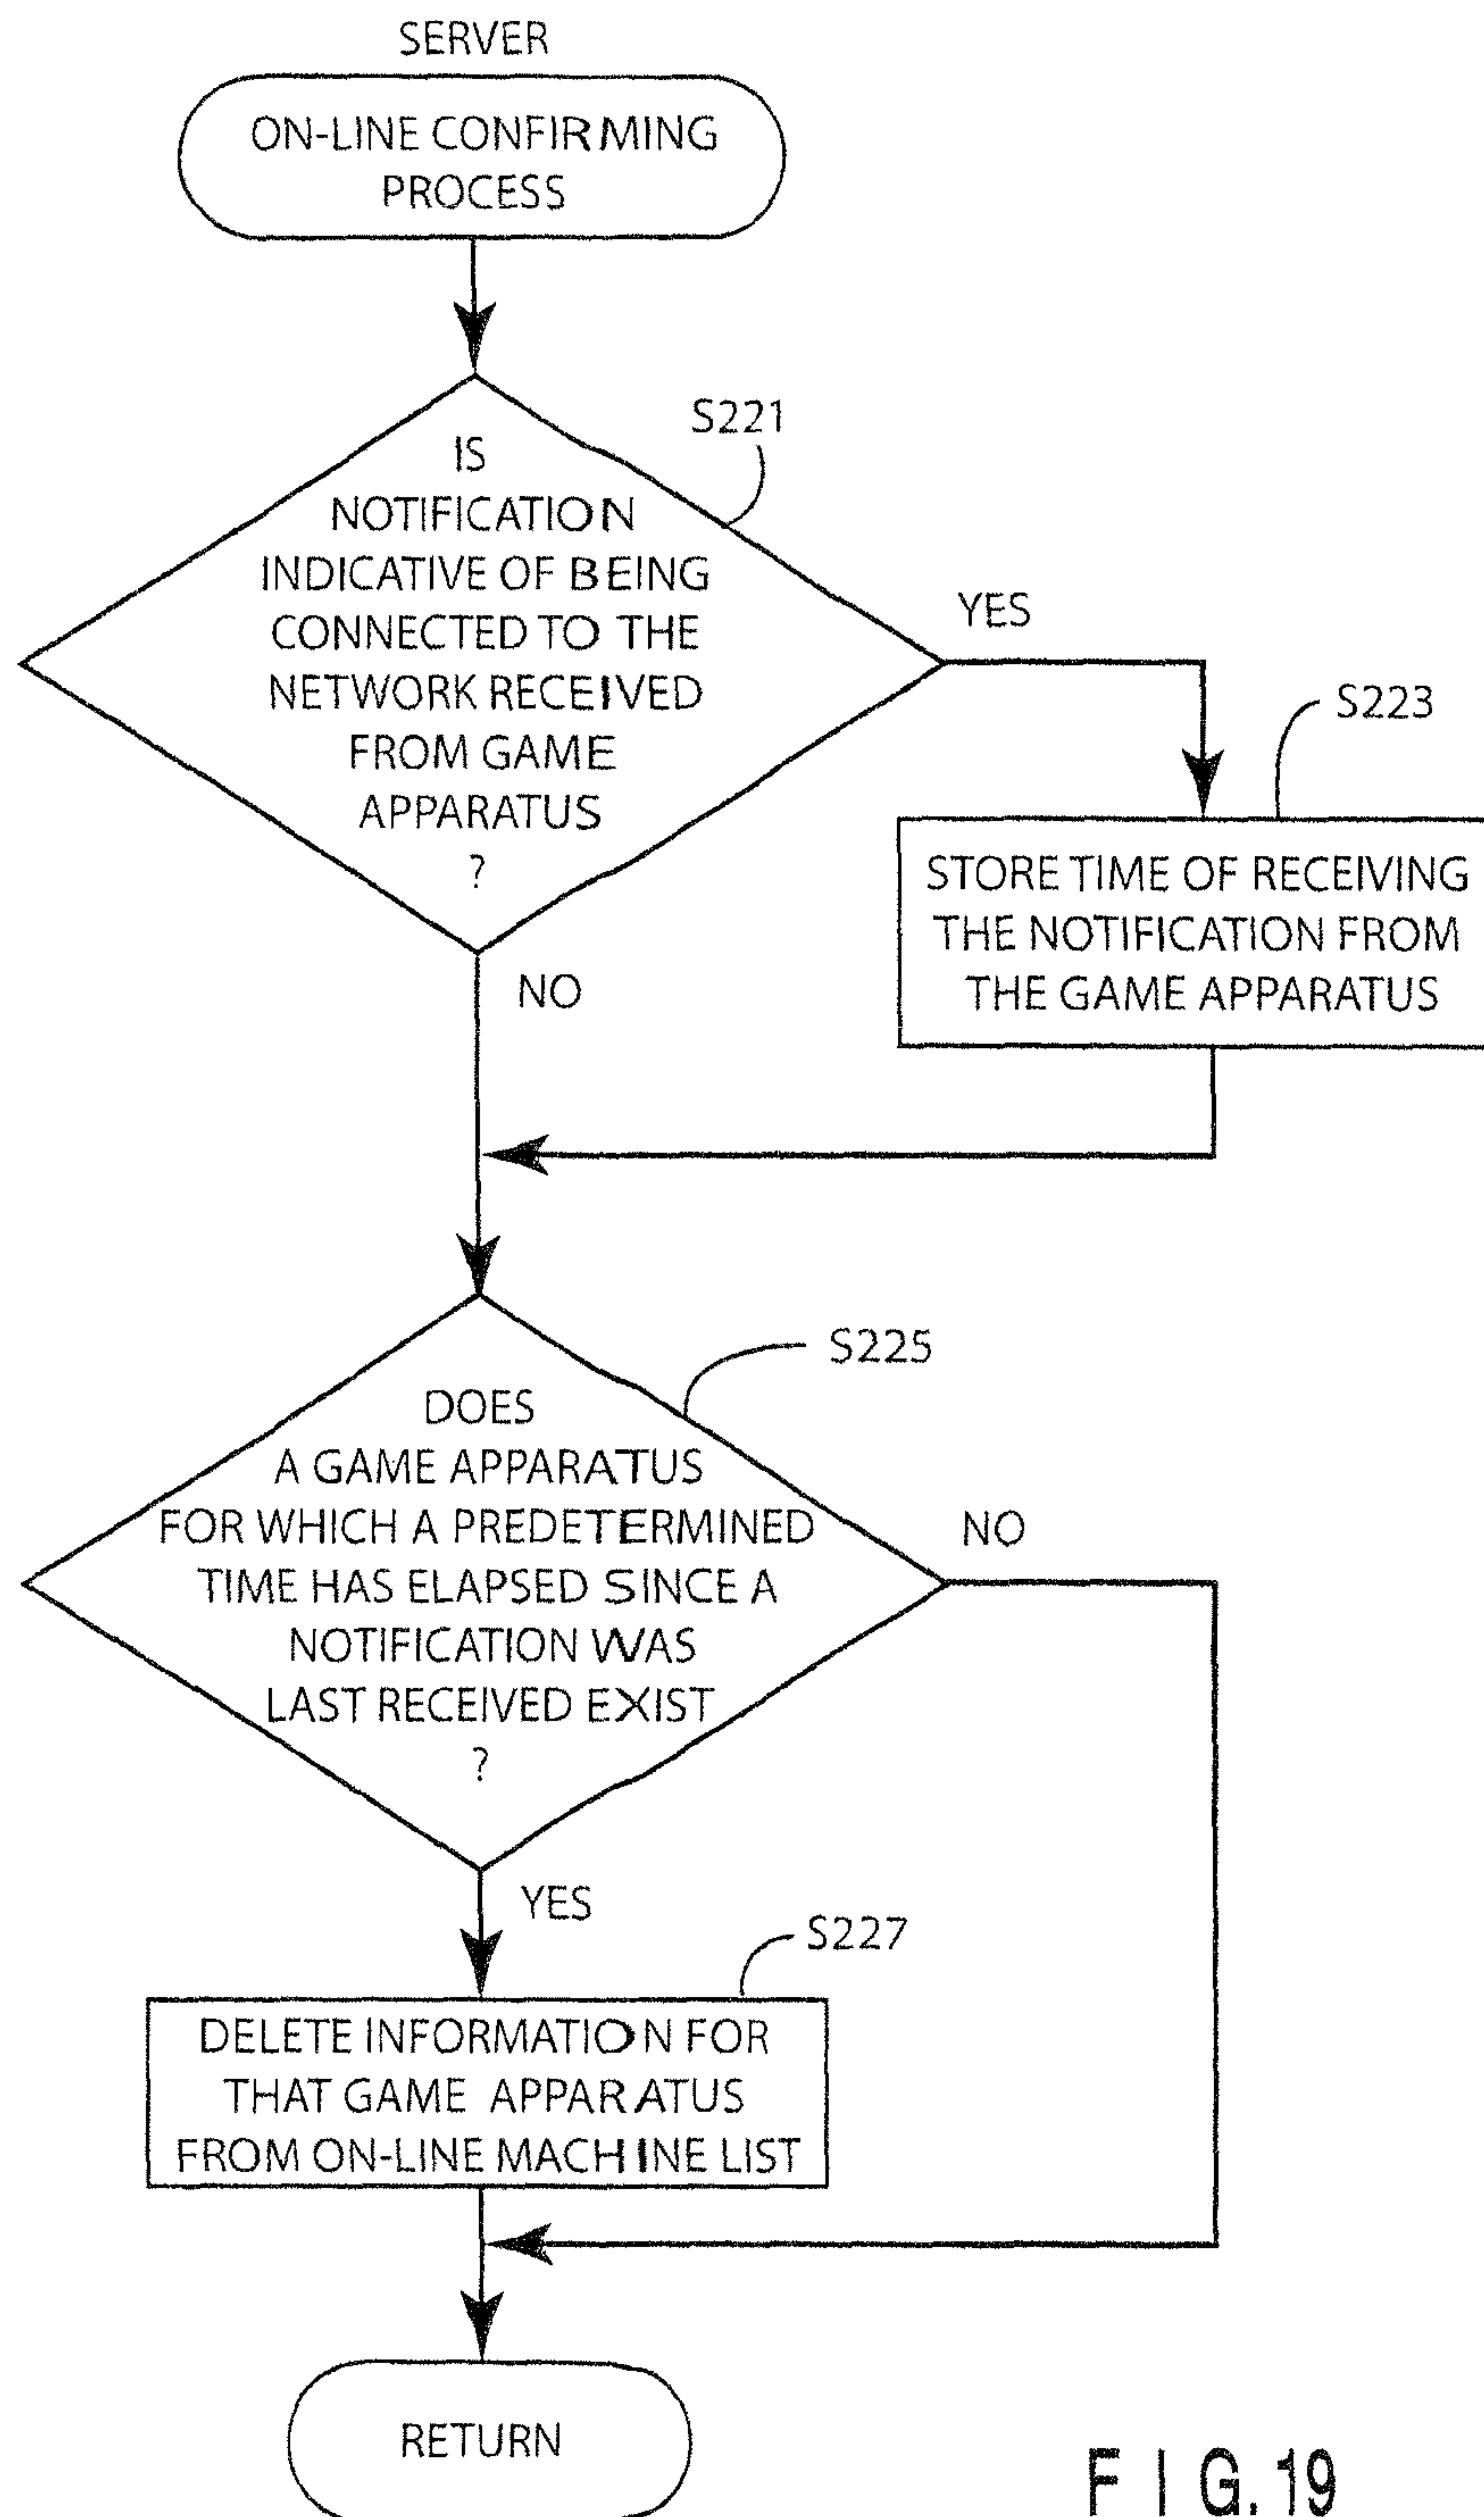 SERVER
ON-LINE CONFIRMING
PROCESS
S221
IS
NOTIFICATION
INDICATIVE OF BEING
CONNECTED TO THE
NETWORK RECEIVED
FROM GAME
APPARATUS
?
YES
S223
STORE TIME OF RECEIVING
THE NOTIFICATION FROM
THE GAME APPARATUS
NO
S225
DOES
A GAME APPARATUS
FOR WHICH A PREDETERMINED
TIME HAS ELAPSED SINCE A
NOTIFICATION WAS
LAST RECEIVED EXIST
?
NO
YES
S227
DELETE INFORMATION FOR
THAT GAME APPARATUS
FROM ON-LINE MACHINE LIST
RETURN
FIG. 19